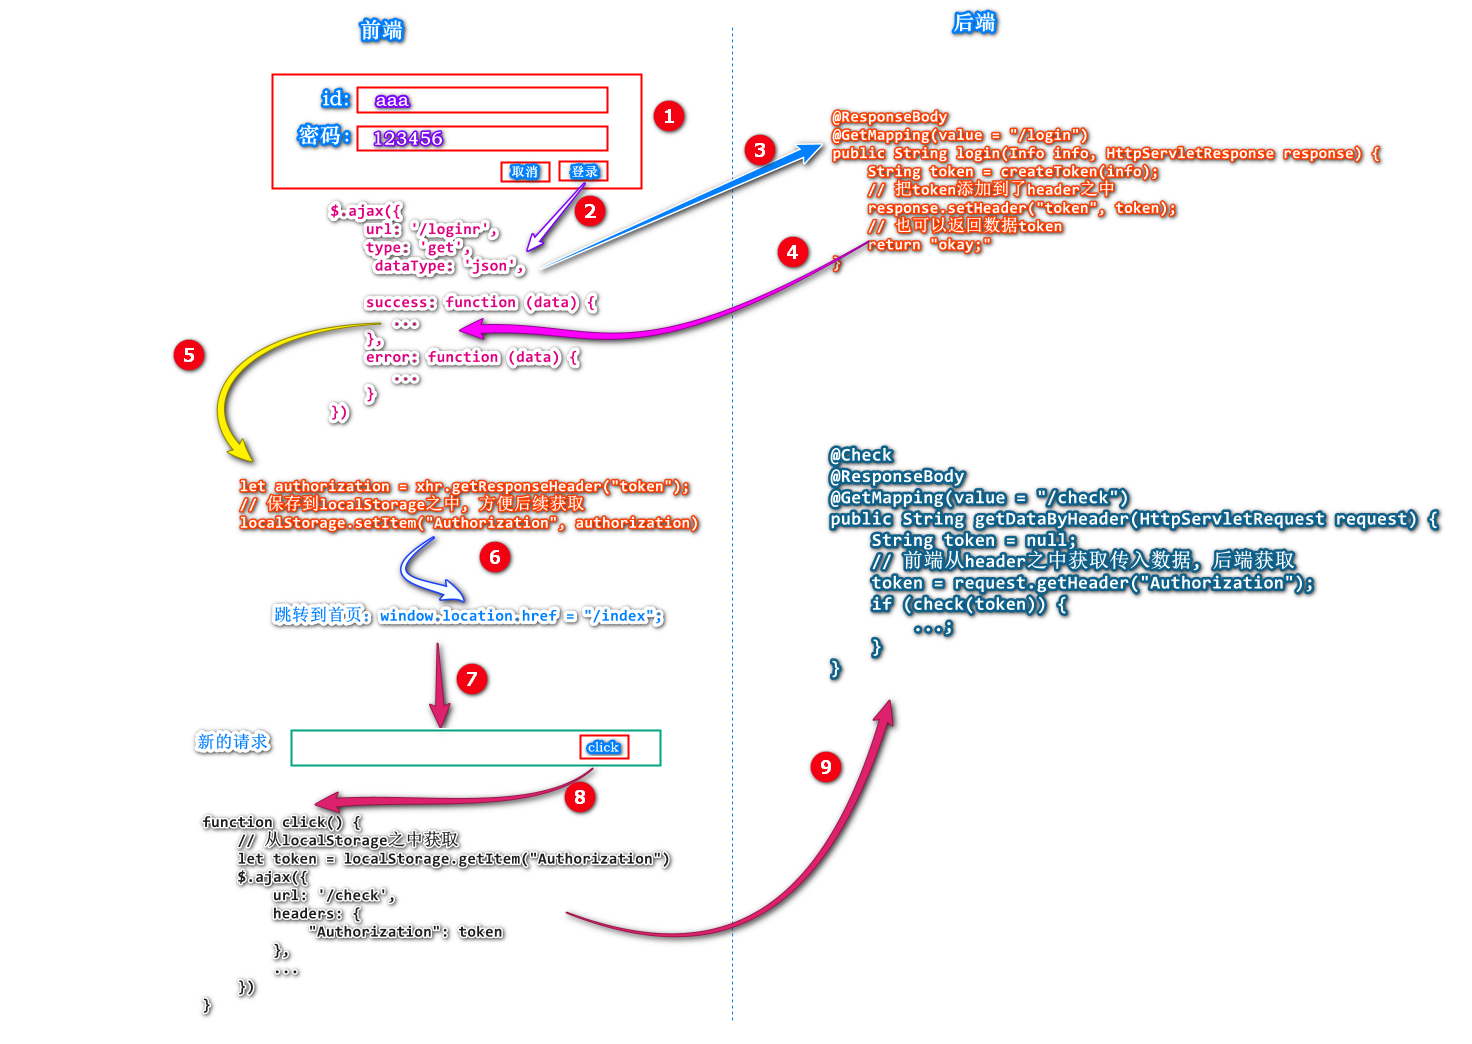 前端
后端
id: aaa
密码: 123456
取消 登录
1
2
3
4
5
6
7
8
9
$.ajax({
url: '/loginr',
type: 'get',
dataType: 'json',
success: function (data) {
...
},
error: function (data) {
...
}
})
@ResponseBody
@GetMapping(value = "/login")
public String login(Info info, HttpServletResponse response) {
String token = createToken(info);
// 把token添加到了header之中
response.setHeader("token", token);
// 也可以返回数据token
return "okay;"
}
let authorization = xhr.getResponseHeader("token");
// 保存到localStorage之中, 方便后续获取
localStorage.setItem("Authorization", authorization)
跳转到首页: window.location.href = "/index";
新的请求
click
function click() {
// 从localStorage之中获取
let token = localStorage.getItem("Authorization")
$.ajax({
url: '/check',
headers: {
"Authorization": token
},
...
})
}
@Check
@ResponseBody
@GetMapping(value = "/check")
public String getDataByHeader(HttpServletRequest request) {
String token = null;
// 前端从header之中获取传入数据, 后端获取
token = request.getHeader("Authorization");
if (check(token)) {
...;
}
}